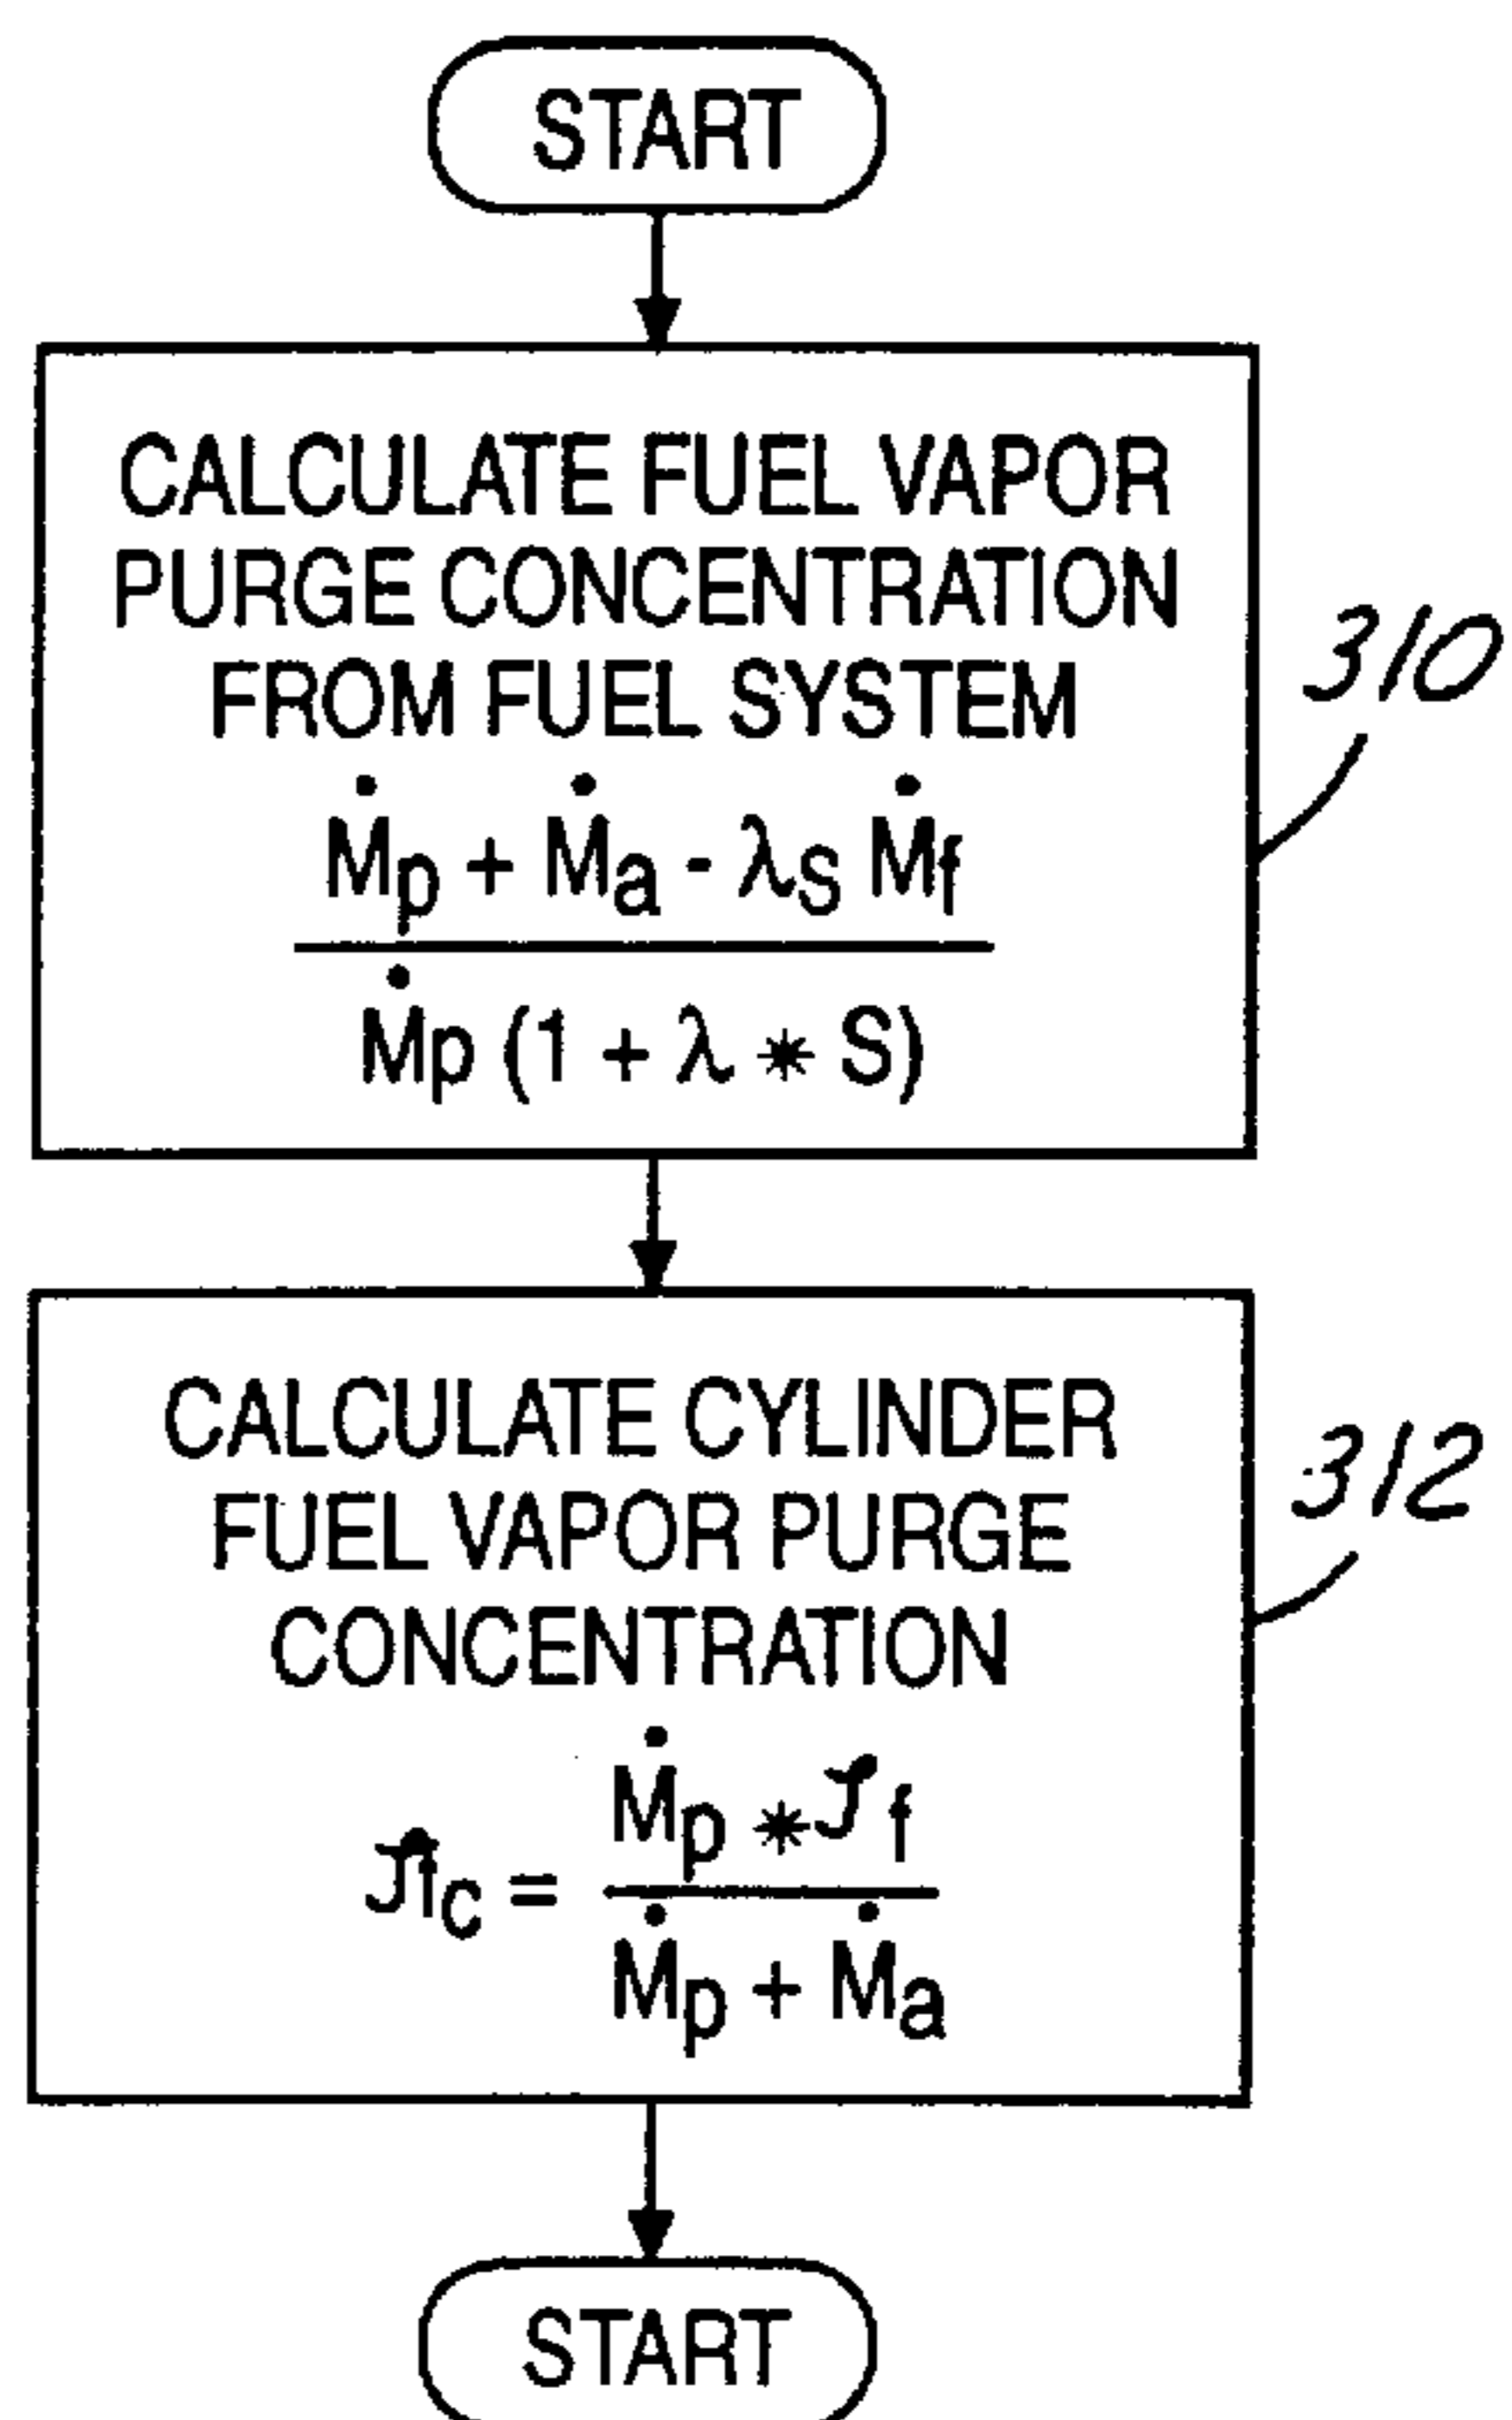 START
CALCULATE FUEL VAPOR
PURGE CONCENTRATION
FROM FUEL SYSTEM
Ṁp + Ṁa - λS Ṁf
Ṁp (1 + λ * S)
310
CALCULATE CYLINDER
FUEL VAPOR PURGE
CONCENTRATION
Ṁp * 𝒥f
𝒥fc =
Ṁp + Ṁa
312
START